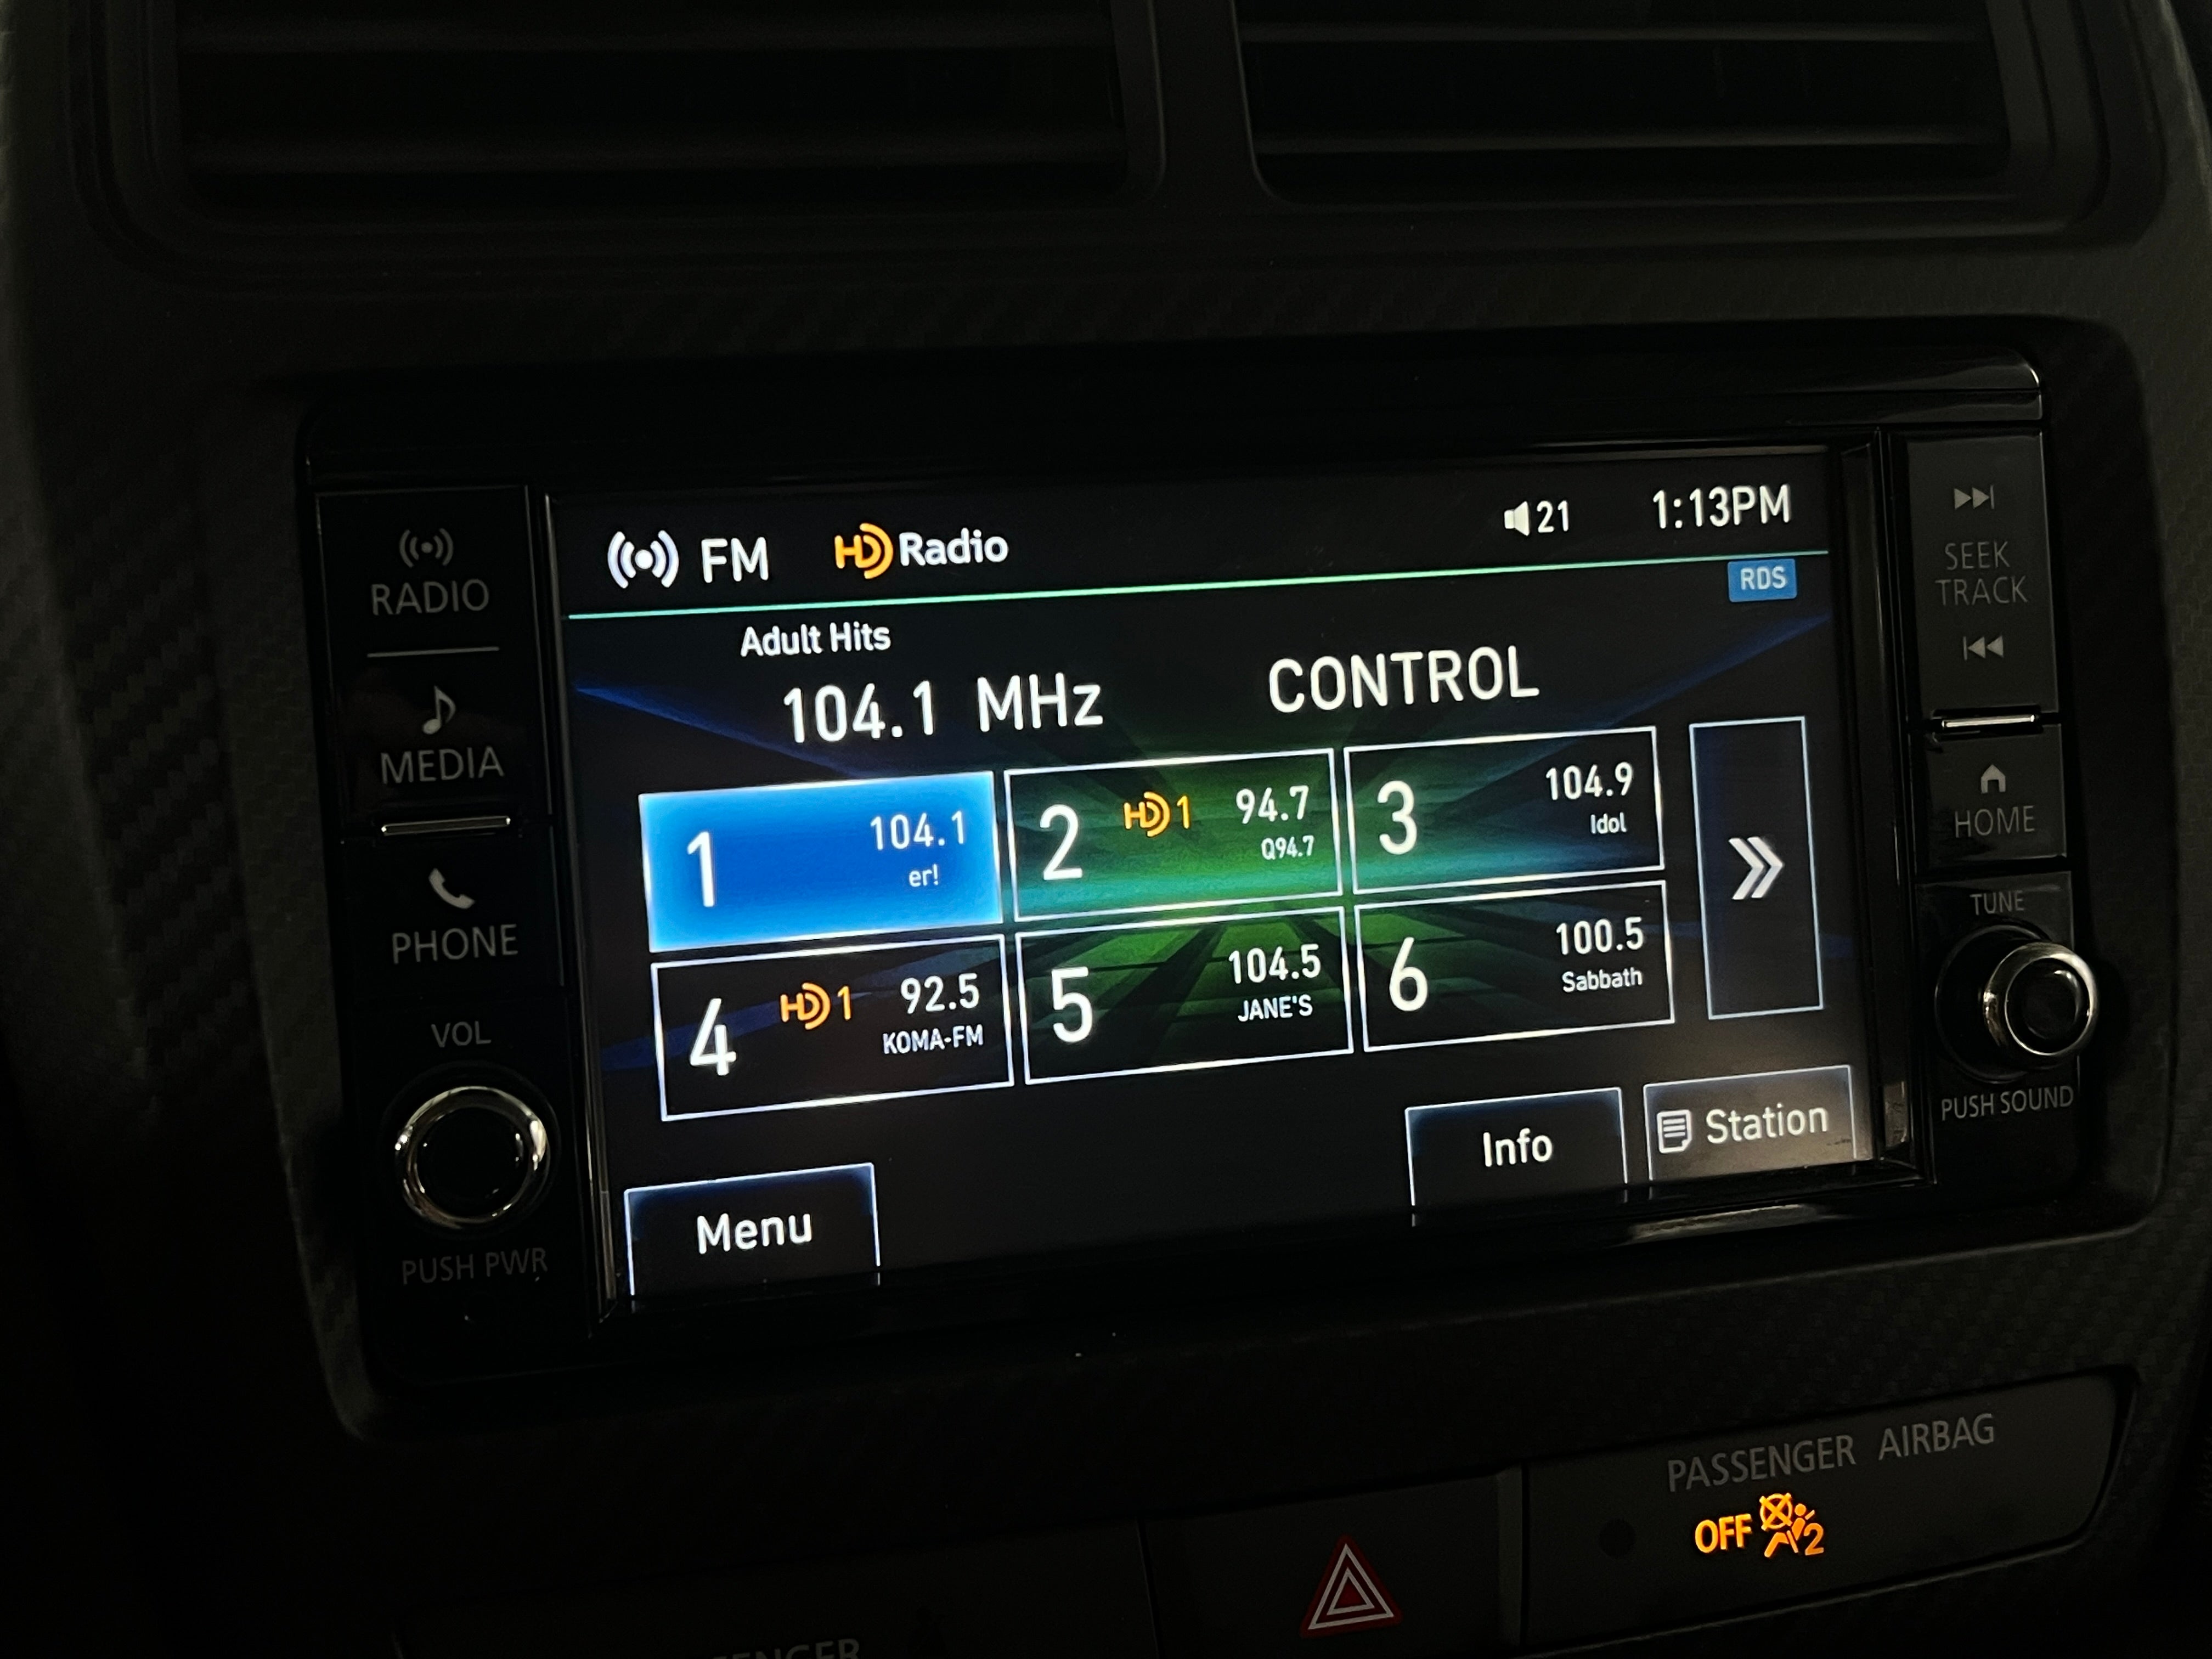 RADIO
MEDIA
PHONE
VOL
PUSH PWR
FM HD Radio 21 1:13PM
RDS
Adult Hits
104.1 MHz CONTROL
1 104.1
er!
2 HD 1 94.7
Q94.7
3 104.9
Idol
4 HD 1 92.5
KOMA-FM
5 104.5
JANE'S
6 100.5
Sabbath
Menu
Info
Station
SEEK
TRACK
HOME
TUNE
PUSH SOUND
PASSENGER AIRBAG
OFF 2